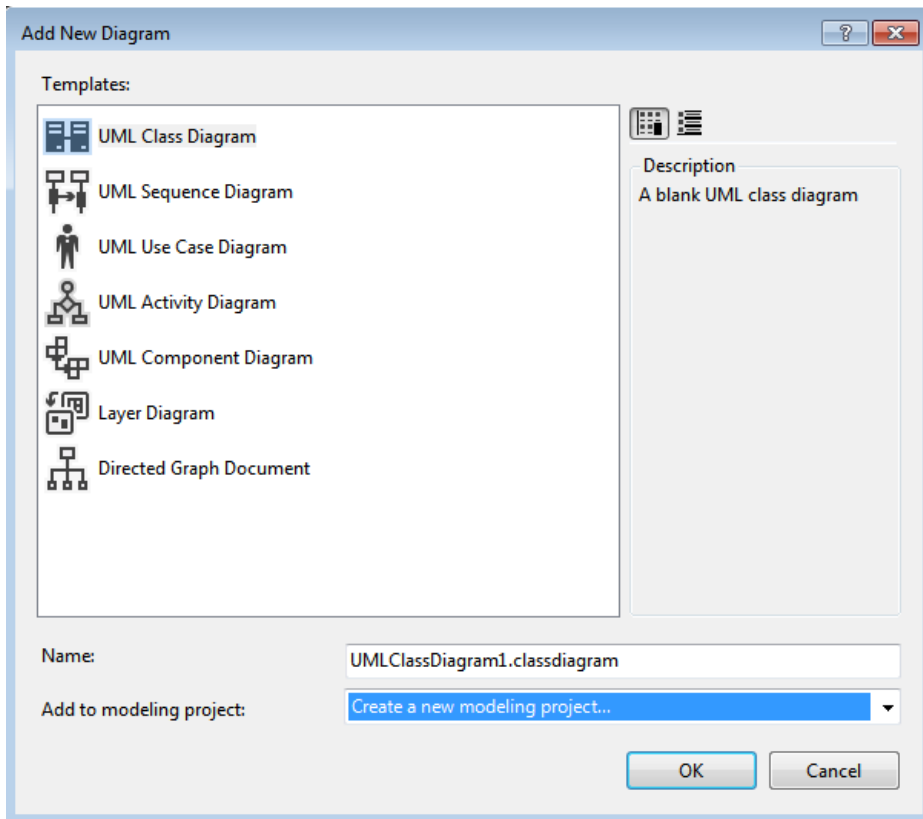 Add New Diagram
Templates:
UML Class Diagram
UML Sequence Diagram
UML Use Case Diagram
UML Activity Diagram
UML Component Diagram
Layer Diagram
Directed Graph Document
Description
A blank UML class diagram
Name:
UMLClassDiagram1.classdiagram
Add to modeling project:
Create a new modeling project...
OK
Cancel